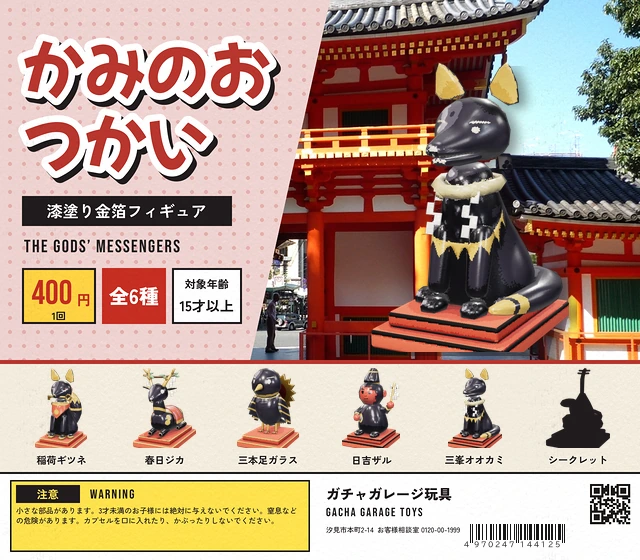 かみのお
つかい
漆塗り金箔フィギュア
THE GODS' MESSENGERS
400円
1回
全6種
対象年齢
15才以上
稲荷ギツネ
春日ジカ
三本足ガラス
日吉ザル
三峯オオカミ
シークレット
注意 WARNING
小さな部品があります。3才未満のお子様には絶対に与えないでください。窒息など
の危険があります。カプセルを口に入れたり、かぶったりしないでください。
ガチャガレージ玩具
GACHA GARAGE TOYS
汐見市本町2-14 お客様相談室 0120-00-1999
4 970247 144125